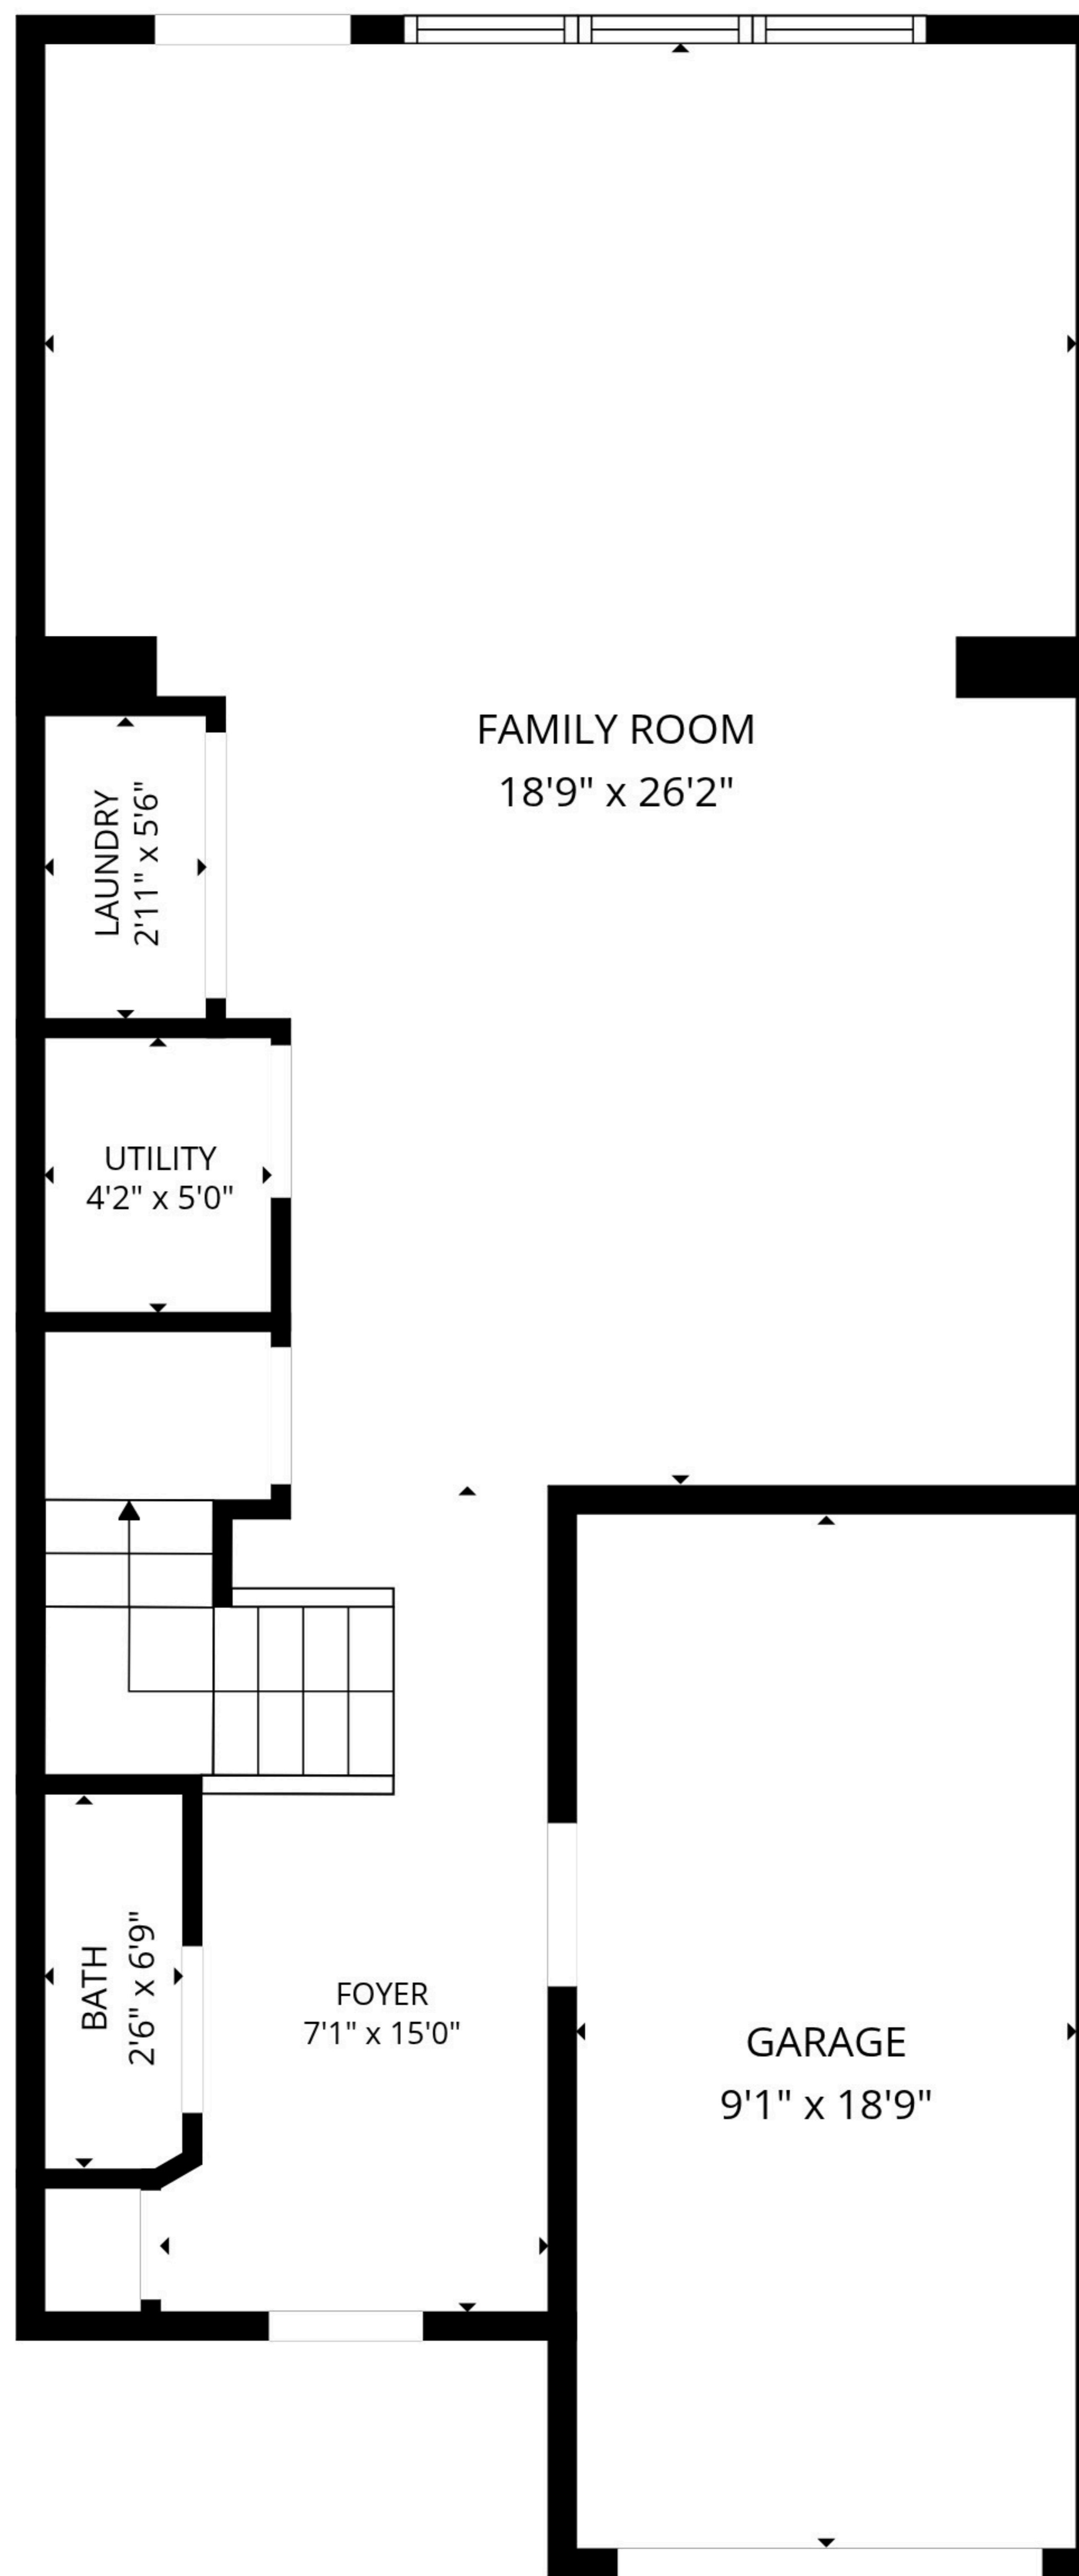 FAMILY ROOM
18'9" x 26'2"
LAUNDRY
2'11" x 5'6"
UTILITY
4'2" x 5'0"
BATH
2'6" x 6'9"
FOYER
7'1" x 15'0"
GARAGE
9'1" x 18'9"